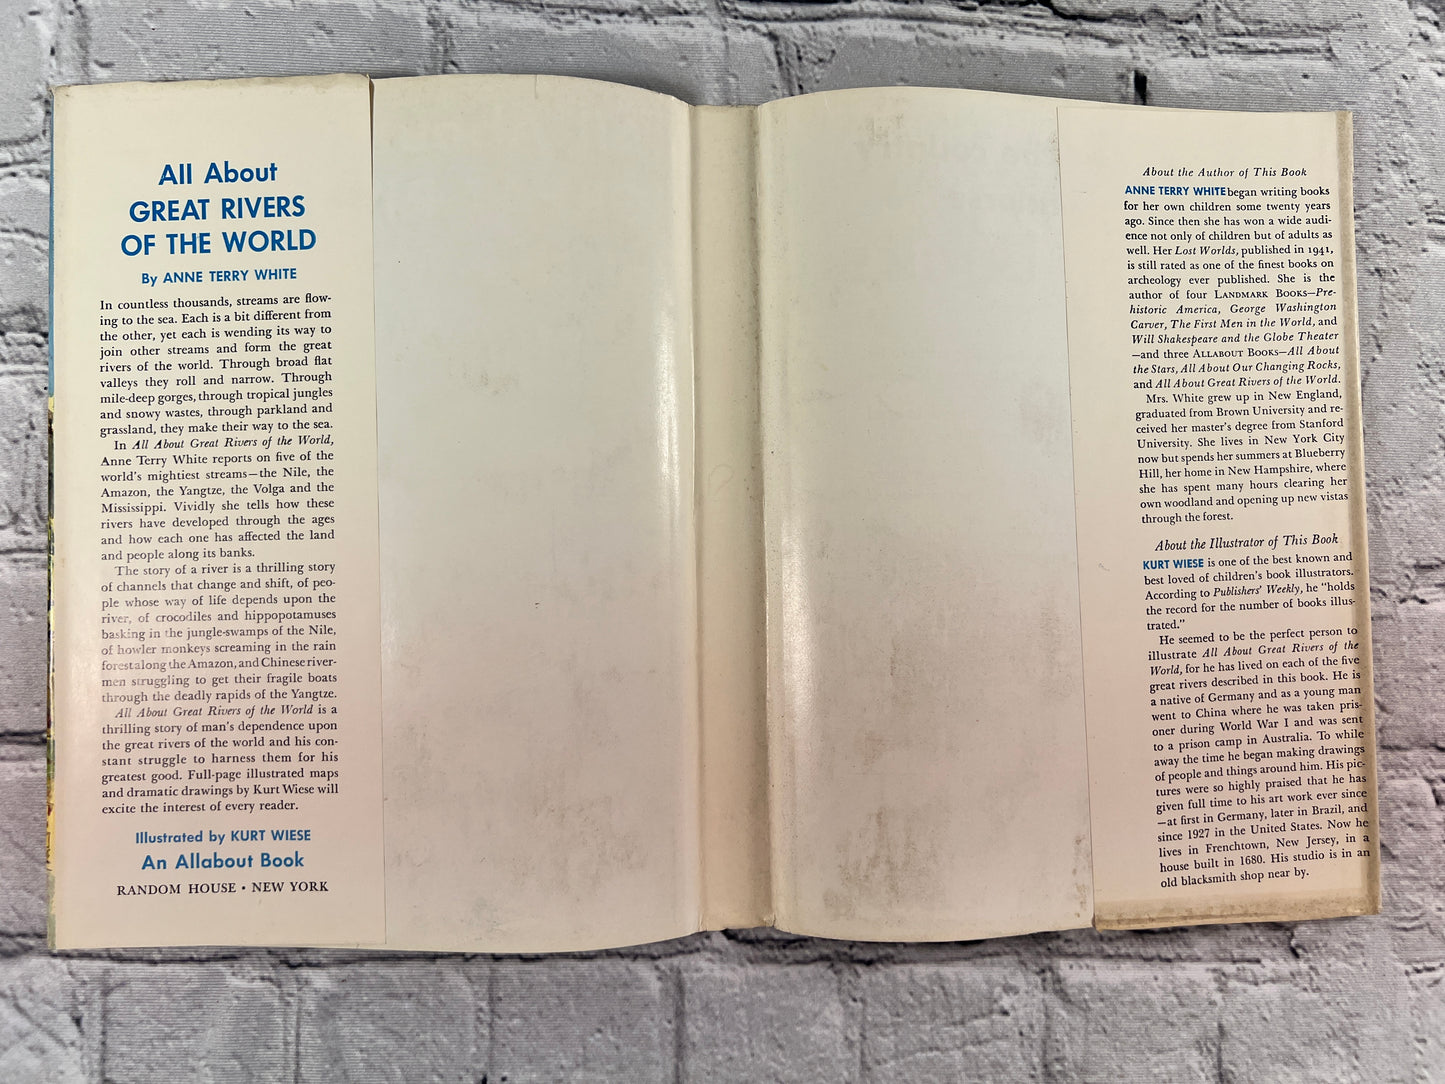 All About
GREAT RIVERS
OF THE WORLD
By ANNE TERRY WHITE
In countless thousands, streams are flow-
ing to the sea. Each is a bit different from
the other, yet each is wending its way to
join other streams and form the great
rivers of the world. Through broad flat
valleys they roll and narrow. Through
mile-deep gorges, through tropical jungles
and snowy wastes, through parkland and
grassland, they make their way to the sea.
In All About Great Rivers of the World,
Anne Terry White reports on five of the
world's mightiest streams—the Nile, the
Amazon, the Yangtze, the Volga and the
Mississippi. Vividly she tells how these
rivers have developed through the ages
and how each one has affected the land
and people along its banks.
The story of a river is a thrilling story
of channels that change and shift, of peo-
ple whose way of life depends upon the
river, of crocodiles and hippopotamuses
basking in the jungle-swamps of the Nile,
of howler monkeys screaming in the rain
forest along the Amazon, and Chinese river-
men struggling to get their fragile boats
through the deadly rapids of the Yangtze.
All About Great Rivers of the World is a
thrilling story of man's dependence upon
the great rivers of the world and his con-
stant struggle to harness them for his
greatest good. Full-page illustrated maps
and dramatic drawings by Kurt Wiese will
excite the interest of every reader.
Illustrated by KURT WIESE
An Allabout Book
RANDOM HOUSE • NEW YORK
About the Author of This Book
ANNE TERRY WHITE began writing books
for her own children some twenty years
ago. Since then she has won a wide audi-
ence not only of children but of adults as
well. Her Lost Worlds, published in 1941,
is still rated as one of the finest books on
archeology ever published. She is the
author of four LANDMARK BOOKS—Pre-
historic America, George Washington
Carver, The First Men in the World, and
Will Shakespeare and the Globe Theater
—and three ALLABOUT BOOKS—All About
the Stars, All About Our Changing Rocks,
and All About Great Rivers of the World.
Mrs. White grew up in New England,
graduated from Brown University and re-
ceived her master's degree from Stanford
University. She lives in New York City
now but spends her summers at Blueberry
Hill, her home in New Hampshire, where
she has spent many hours clearing her
own woodland and opening up new vistas
through the forest.
About the Illustrator of This Book
KURT WIESE is one of the best known and
best loved of children's book illustrators.
According to Publishers' Weekly, he "holds
the record for the number of books illus-
trated."
He seemed to be the perfect person to
illustrate All About Great Rivers of the
World, for he has lived on each of the five
great rivers described in this book. He is
a native of Germany and as a young man
went to China where he was taken pris-
oner during World War I and was sent
to a prison camp in Australia. To while
away the time he began making drawings
of people and things around him. His pic-
tures were so highly praised that he has
given full time to his art work ever since
—at first in Germany, later in Brazil, and
since 1927 in the United States. Now he
lives in Frenchtown, New Jersey, in a
house built in 1680. His studio is in an
old blacksmith shop near by.